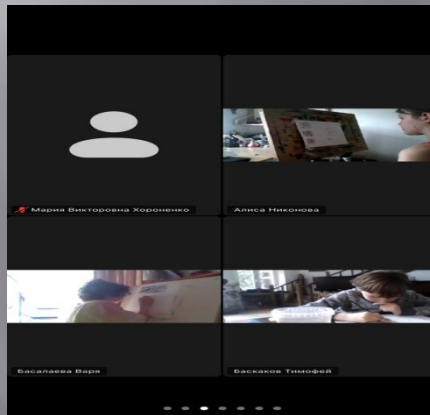 Мария Викторовна Хороненко
Алиса Никонова
Басалаева Варя
Баскаков Тимофей